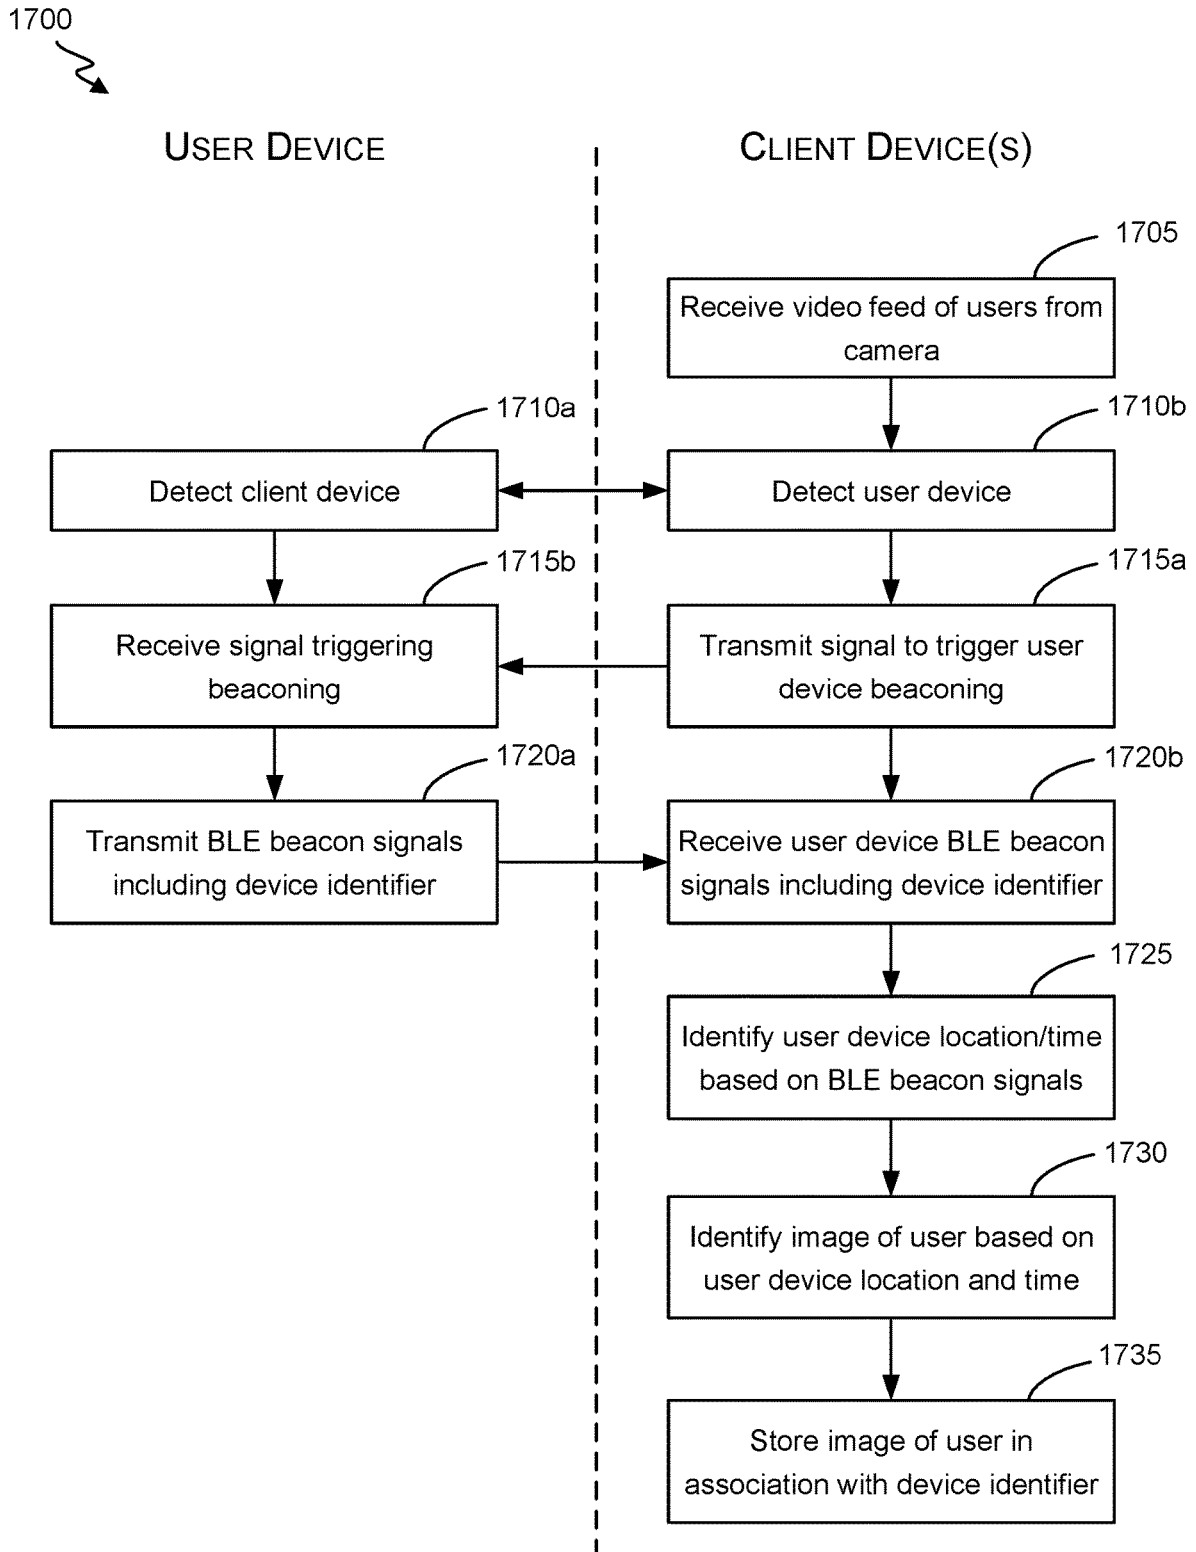 1700
USER DEVICE
CLIENT DEVICE(S)
1705
Receive video feed of users from
camera
1710a
Detect client device
1710b
Detect user device
1715b
Receive signal triggering
beaconing
1715a
Transmit signal to trigger user
device beaconing
1720a
Transmit BLE beacon signals
including device identifier
1720b
Receive user device BLE beacon
signals including device identifier
1725
Identify user device location/time
based on BLE beacon signals
1730
Identify image of user based on
user device location and time
1735
Store image of user in
association with device identifier